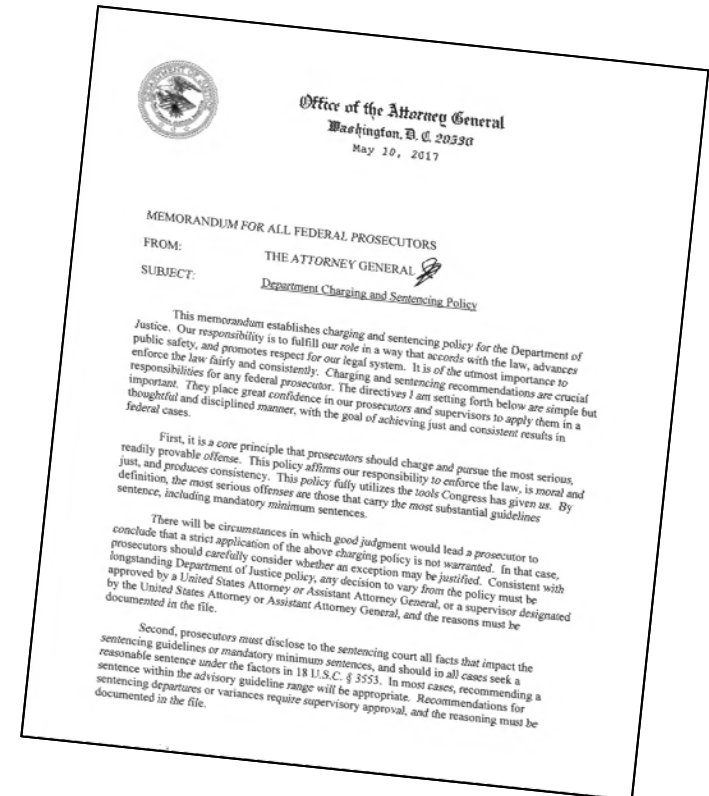 Office of the Attorney General
Washington, D. C. 20530
May 10, 2017
MEMORANDUM FOR ALL FEDERAL PROSECUTORS
FROM: THE ATTORNEY GENERAL
SUBJECT: Department Charging and Sentencing Policy
This memorandum establishes charging and sentencing policy for the Department of
Justice. Our responsibility is to fulfill our role in a way that accords with the law, advances
public safety, and promotes respect for our legal system. It is of the utmost importance to
enforce the law fairly and consistently. Charging and sentencing recommendations are crucial
responsibilities for any federal prosecutor. The directives I am setting forth below are simple but
important. They place great confidence in our prosecutors and supervisors to apply them in a
thoughtful and disciplined manner, with the goal of achieving just and consistent results in
federal cases.
First, it is a core principle that prosecutors should charge and pursue the most serious,
readily provable offense. This policy affirms our responsibility to enforce the law, is moral and
just, and produces consistency. This policy fully utilizes the tools Congress has given us. By
definition, the most serious offenses are those that carry the most substantial guidelines
sentence, including mandatory minimum sentences.
There will be circumstances in which good judgment would lead a prosecutor to
conclude that a strict application of the above charging policy is not warranted. In that case,
prosecutors should carefully consider whether an exception may be justified. Consistent with
longstanding Department of Justice policy, any decision to vary from the policy must be
approved by a United States Attorney or Assistant Attorney General, or a supervisor designated
by the United States Attorney or Assistant Attorney General, and the reasons must be
documented in the file.
Second, prosecutors must disclose to the sentencing court all facts that impact the
sentencing guidelines or mandatory minimum sentences, and should in all cases seek a
reasonable sentence under the factors in 18 U.S.C. § 3553. In most cases, recommending a
sentence within the advisory guideline range will be appropriate. Recommendations for
sentencing departures or variances require supervisory approval, and the reasoning must be
documented in the file.